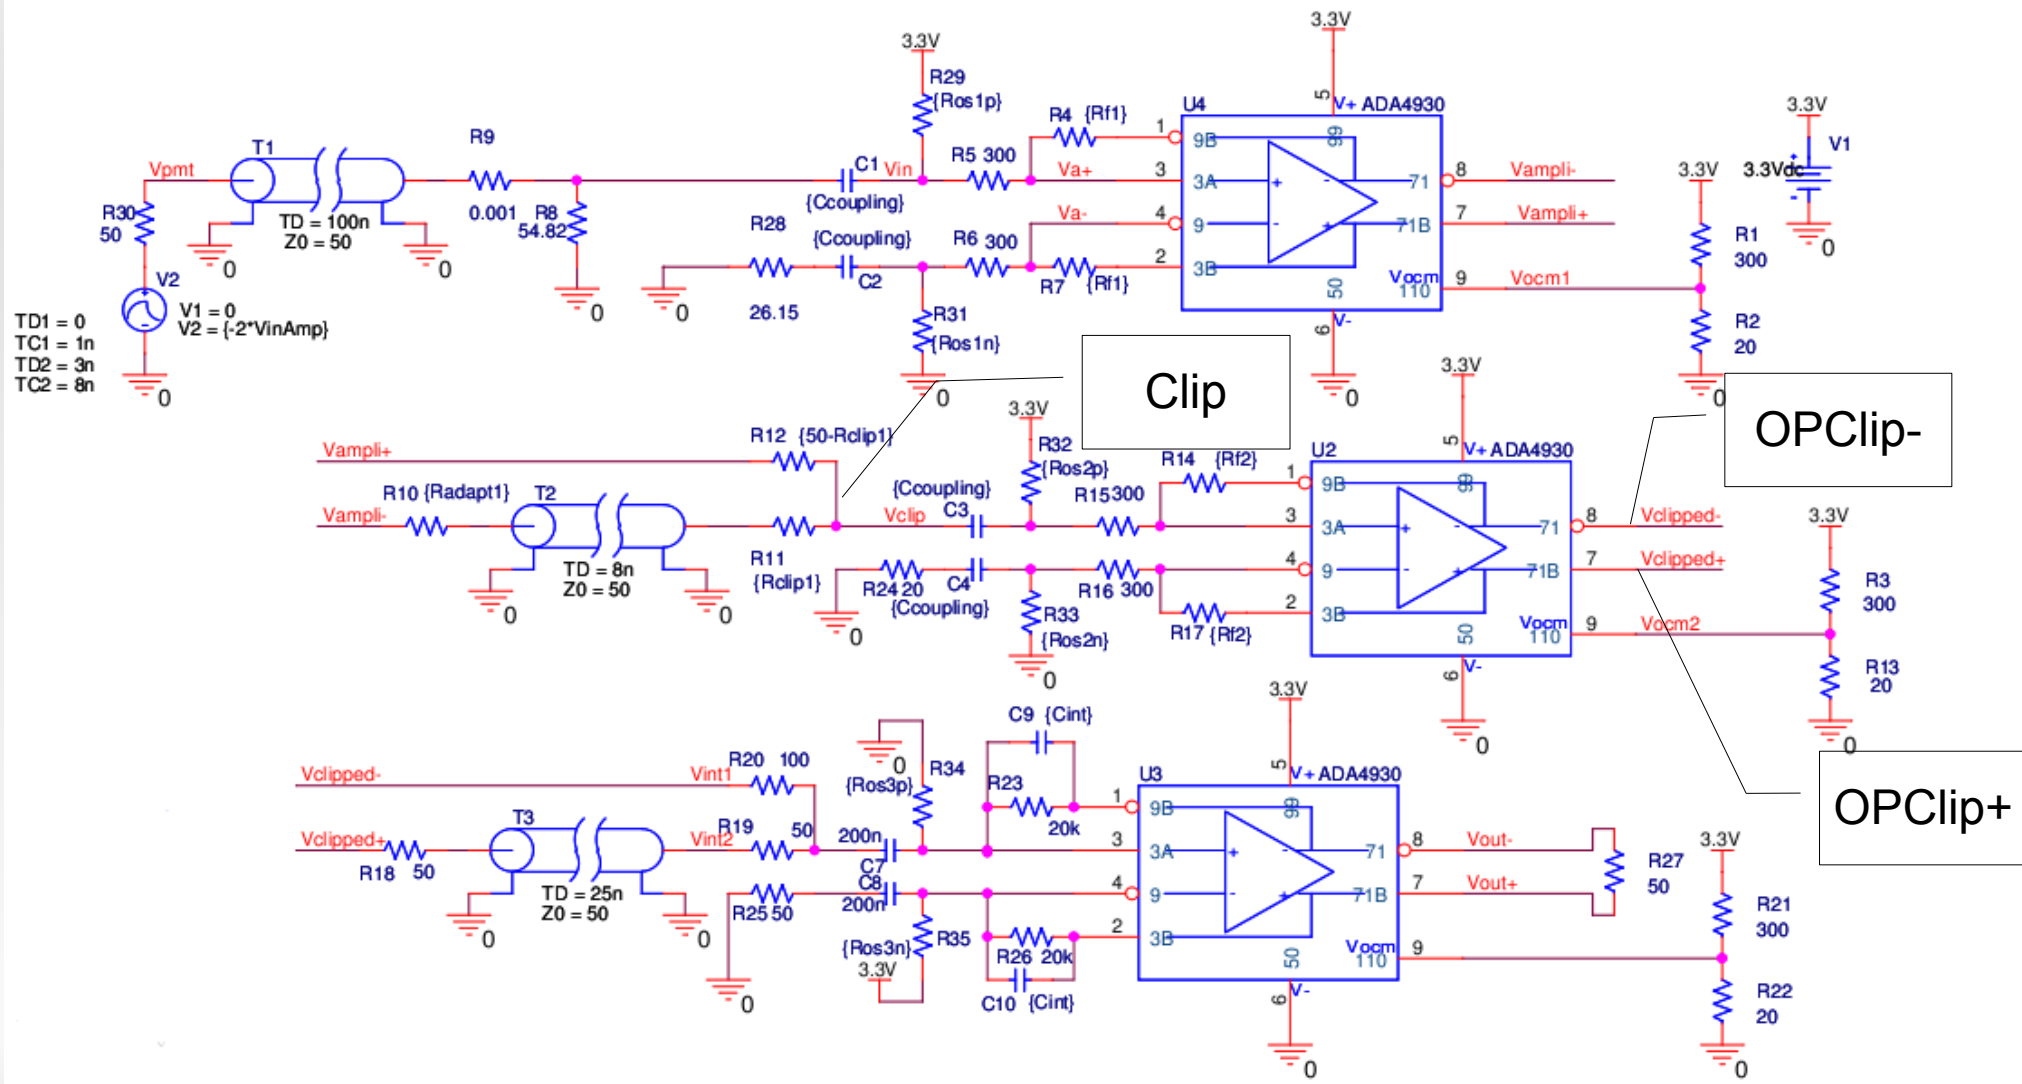 3.3V
3.3V
R29
{Ros1p}
R4 {Rf1}
U4
5
V+ ADA4930
3.3V
V1
3.3Vdc
0
R9
T1
Vpmt
R30
50
TD = 100n
Z0 = 50
0
0
0.001
R8
54.82
0
C1
Vin
{Ccoupling}
R5 300
Va+
1
3
4
2
9B
3A
9
3B
99
50
71
71B
Vocm
110
8
7
9
Vampli-
Vampli+
Vocm1
3.3V
R1
300
R2
20
0
R28
{Ccoupling}
C2
Va-
R6 300
R7 {Rf1}
26.15
0
R31
{Ros1n}
0
6
V-
0
V2
V1 = 0
V2 = {-2*VinAmp}
TD1 = 0
TC1 = 1n
TD2 = 3n
TC2 = 8n
0
Clip
OPClip-
3.3V
3.3V
Vampli+
R12 {50-Rclip1}
R32
{Ros2p}
R14 {Rf2}
U2
5
V+ ADA4930
Vampli-
R10 {Radapt1}
T2
TD = 8n
Z0 = 50
0
0
R11
{Rclip1}
Vclip
{Ccoupling}
C3
R15 300
1
3
4
2
9B
3A
9
3B
99
50
71
71B
Vocm
110
8
7
9
Vclipped-
Vclipped+
Vocm2
3.3V
R3
300
R13
20
0
R24 20
C4
{Ccoupling}
0
R33
{Ros2n}
0
R16 300
R17 {Rf2}
6
V-
0
OPClip+
3.3V
C9 {Cint}
0
{Ros3p}
R34
R23
20k
U3
5
V+ ADA4930
Vclipped-
Vint1
R20 100
Vclipped+
R18 50
T3
TD = 25n
Z0 = 50
0
0
Vint2
R19
50
200n
C7
C8
200n
R25 50
0
{Ros3n}
R35
3.3V
R26 20k
C10 {Cint}
1
3
4
2
9B
3A
9
3B
99
50
71
71B
Vocm
110
8
7
9
Vout-
Vout+
R27
50
3.3V
R21
300
R22
20
0
6
V-
0